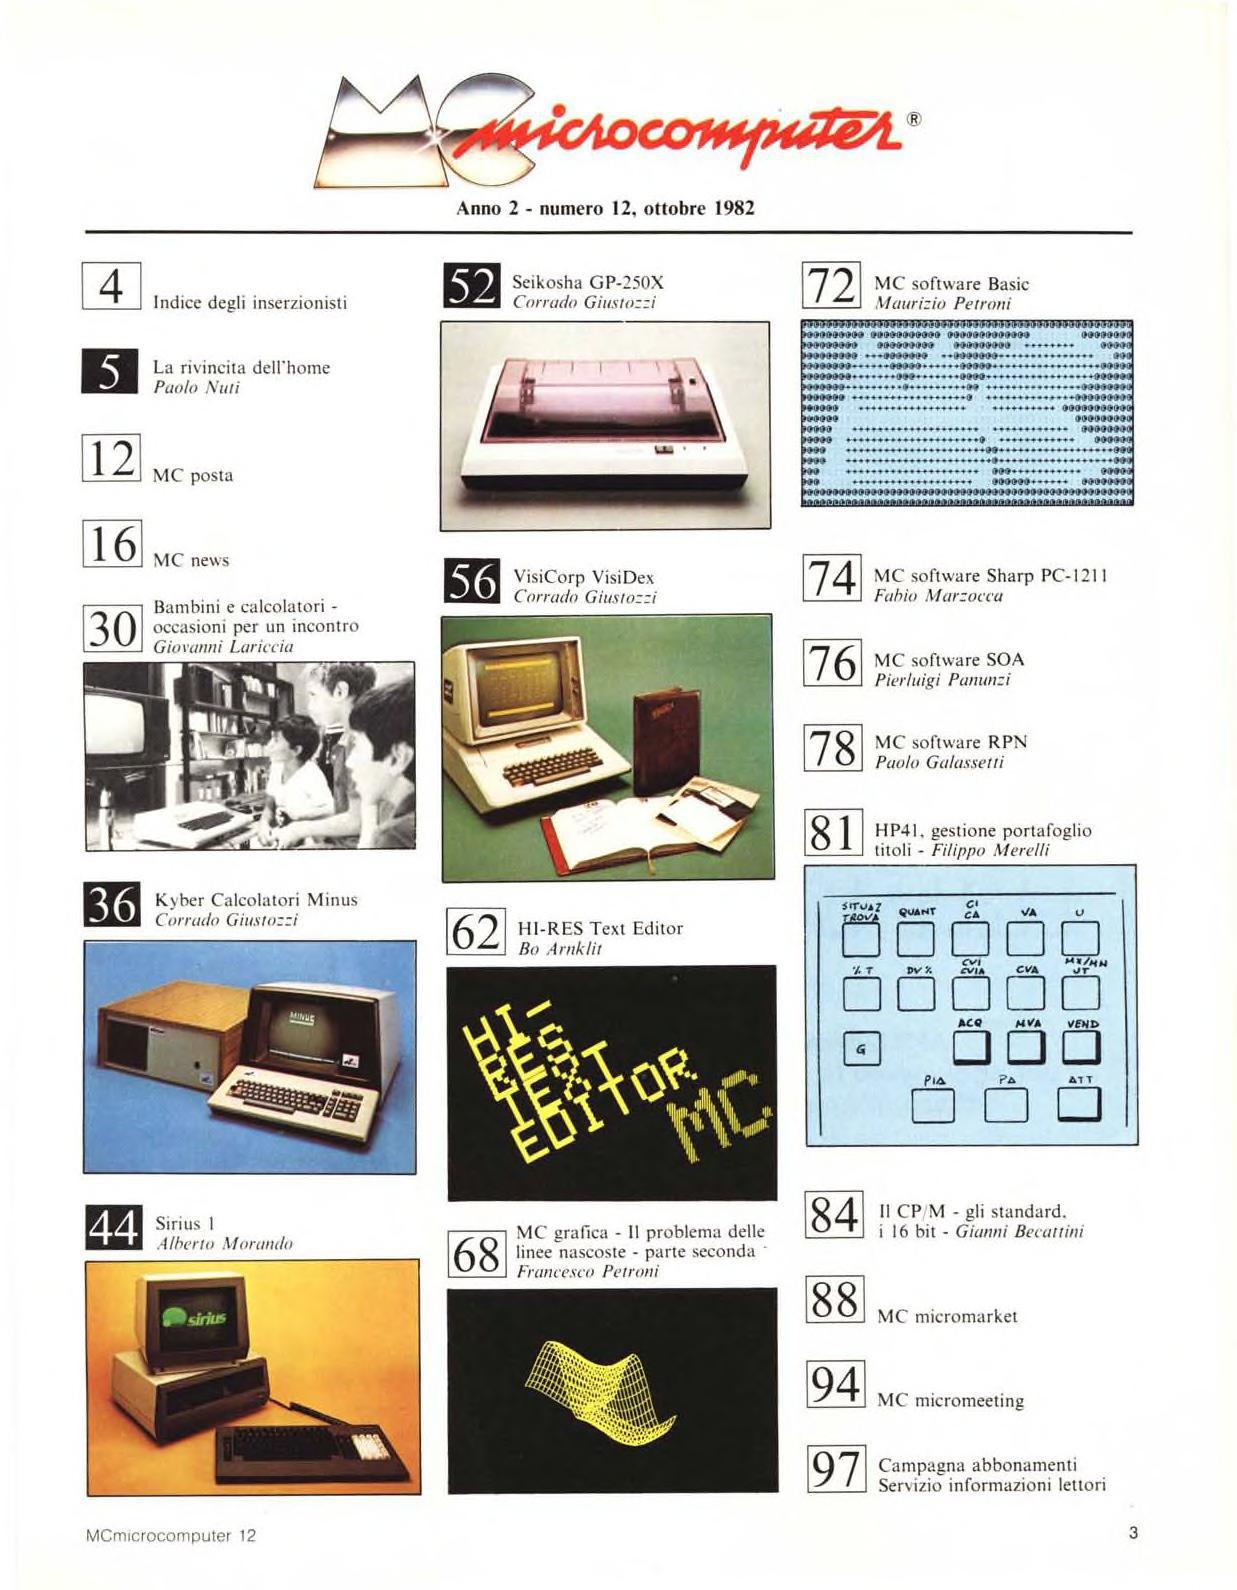 MCmicrocomputer®
Anno 2 - numero 12, ottobre 1982
4
Indice degli inserzionisti
5
La rivincita dell'home
Paolo Nuti
12
MC posta
16
MC news
30
Bambini e calcolatori -
occasioni per un incontro
Giovanni Lariccia
36
Kyber Calcolatori Minus
Corrado Giustozzi
MINUS
44
Sirius 1
Alberto Morando
sirius
52
Seikosha GP-250X
Corrado Giustozzi
56
VisiCorp VisiDex
Corrado Giustozzi
62
HI-RES Text Editor
Bo Arnklit
HI-
RES
TEXT
EDITOR
MC
68
MC grafica - Il problema delle
linee nascoste - parte seconda
Francesco Petroni
72
MC software Basic
Maurizio Petroni
74
MC software Sharp PC-1211
Fabio Marzocca
76
MC software SOA
Pierluigi Panunzi
78
MC software RPN
Paolo Galassetti
81
HP41, gestione portafoglio
titoli - Filippo Merelli
SITUAZ QUANT CI VA U
TROVA CA
% T DV % CVI CVA MX/MN
CVIA UT
G ACQ MVA VEND
PIA PA ATT
84
Il CP/M - gli standard,
i 16 bit - Gianni Becattini
88
MC micromarket
94
MC micromeeting
97
Campagna abbonamenti
Servizio informazioni lettori
MCmicrocomputer 12
3